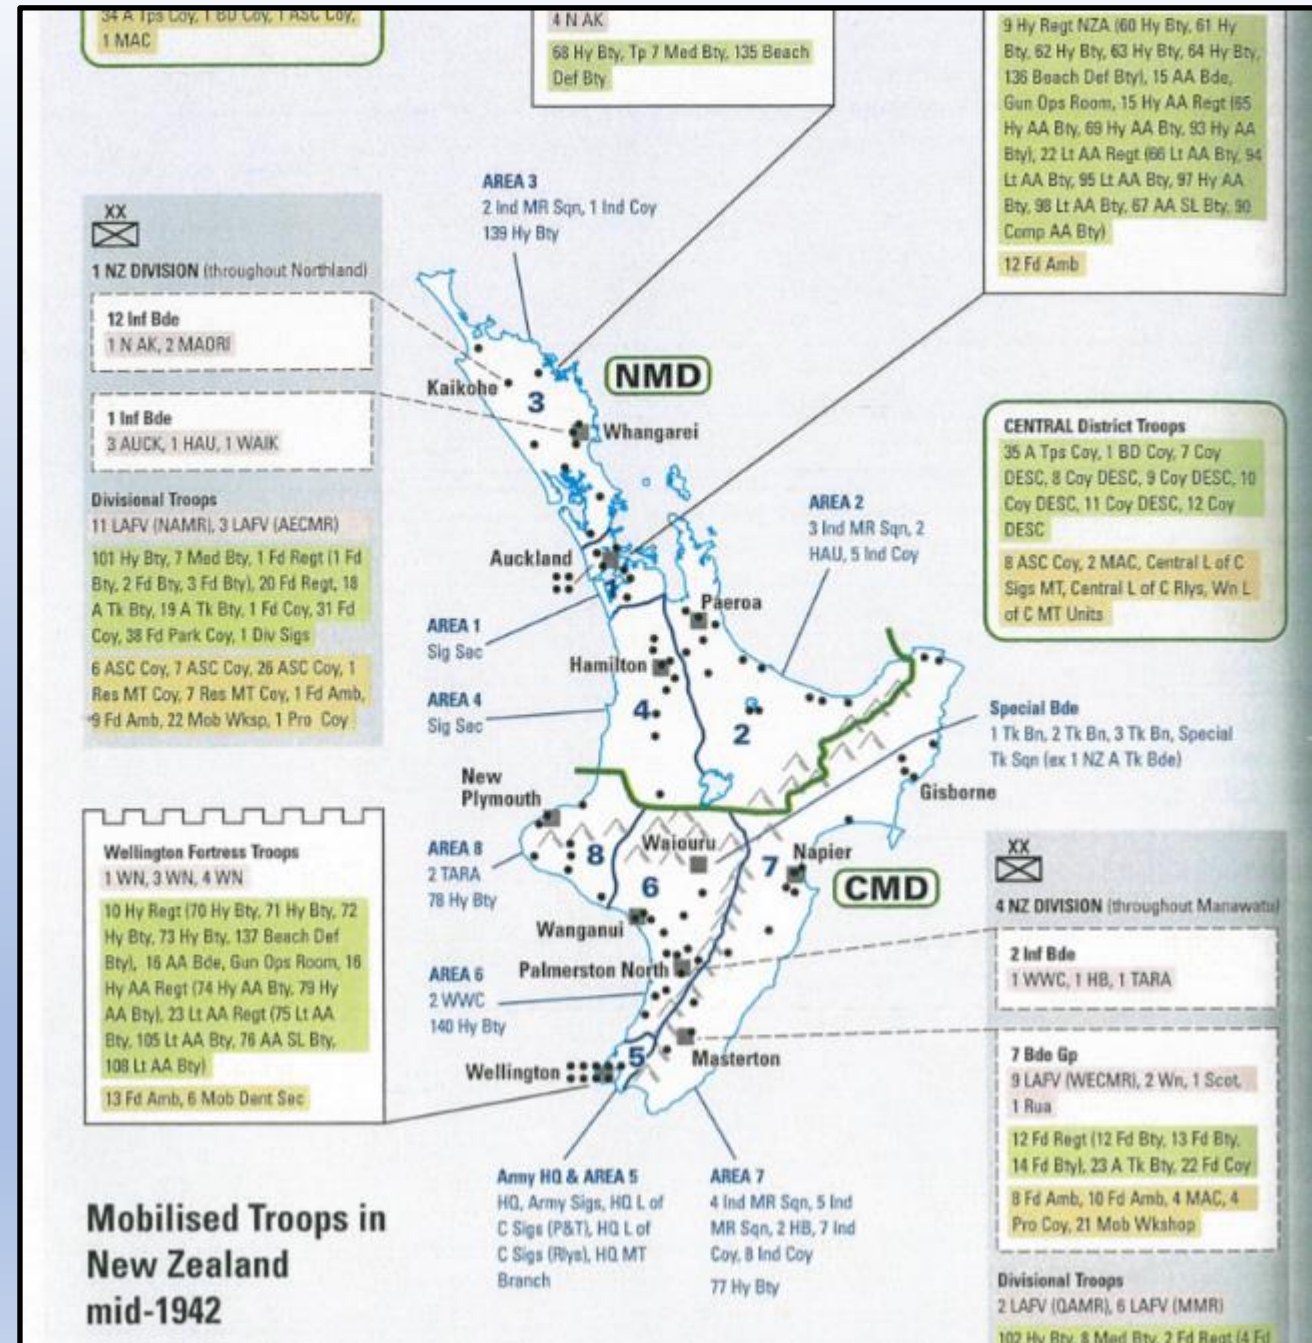 34 A Tps Coy, 1 BD Coy, 1 ASC Coy,
1 MAC
4 N AK
68 Hy Bty, Tp 7 Med Bty, 135 Beach
Def Bty
9 Hy Regt NZA (60 Hy Bty, 61 Hy
Bty, 62 Hy Bty, 63 Hy Bty, 64 Hy Bty,
136 Beach Def Bty), 15 AA Bde,
Gun Ops Room, 15 Hy AA Regt (65
Hy AA Bty, 69 Hy AA Bty, 93 Hy AA
Bty), 22 Lt AA Regt (66 Lt AA Bty, 94
Lt AA Bty, 95 Lt AA Bty, 97 Hy AA
Bty, 98 Lt AA Bty, 67 AA SL Bty, 90
Comp AA Bty)
12 Fd Amb
AREA 3
2 Ind MR Sqn, 1 Ind Coy
139 Hy Bty
XX
1 NZ DIVISION (throughout Northland)
12 Inf Bde
1 N AK, 2 MAORI
1 Inf Bde
3 AUCK, 1 HAU, 1 WAIK
Divisional Troops
11 LAFV (NAMR), 3 LAFV (AECMR)
101 Hy Bty, 7 Med Bty, 1 Fd Regt (1 Fd
Bty, 2 Fd Bty, 3 Fd Bty), 20 Fd Regt, 18
A Tk Bty, 19 A Tk Bty, 1 Fd Coy, 31 Fd
Coy, 38 Fd Park Coy, 1 Div Sigs
6 ASC Coy, 7 ASC Coy, 26 ASC Coy, 1
Res MT Coy, 7 Res MT Coy, 1 Fd Amb,
9 Fd Amb, 22 Mob Wksp, 1 Pro Coy
NMD
Kaikohe
3
Whangarei
Auckland
1
Paeroa
Hamilton
4
2
AREA 1
Sig Sec
AREA 4
Sig Sec
AREA 2
3 Ind MR Sqn, 2
HAU, 5 Ind Coy
CENTRAL District Troops
35 A Tps Coy, 1 BD Coy, 7 Coy
DESC, 8 Coy DESC, 9 Coy DESC, 10
Coy DESC, 11 Coy DESC, 12 Coy
DESC
8 ASC Coy, 2 MAC, Central L of C
Sigs MT, Central L of C Rlys, Wn L
of C MT Units
Special Bde
1 Tk Bn, 2 Tk Bn, 3 Tk Bn, Special
Tk Sqn (ex 1 NZ A Tk Bde)
New
Plymouth
Gisborne
Waiouru
8
6
7
Napier
CMD
Wanganui
Palmerston North
AREA 8
2 TARA
78 Hy Bty
AREA 6
2 WWC
140 Hy Bty
Wellington
5
Masterton
Wellington Fortress Troops
1 WN, 3 WN, 4 WN
10 Hy Regt (70 Hy Bty, 71 Hy Bty, 72
Hy Bty, 73 Hy Bty, 137 Beach Def
Bty), 16 AA Bde, Gun Ops Room, 16
Hy AA Regt (74 Hy AA Bty, 79 Hy
AA Bty), 23 Lt AA Regt (75 Lt AA
Bty, 105 Lt AA Bty, 76 AA SL Bty,
108 Lt AA Bty)
13 Fd Amb, 6 Mob Dent Sec
XX
4 NZ DIVISION (throughout Manawatu)
2 Inf Bde
1 WWC, 1 HB, 1 TARA
7 Bde Gp
9 LAFV (WECMR), 2 Wn, 1 Scot,
1 Rua
12 Fd Regt (12 Fd Bty, 13 Fd Bty,
14 Fd Bty), 23 A Tk Bty, 22 Fd Coy
8 Fd Amb, 10 Fd Amb, 4 MAC, 4
Pro Coy, 21 Mob Wkshop
Divisional Troops
2 LAFV (QAMR), 6 LAFV (MMR)
102 Hy Bty, 8 Med Bty, 2 Fd Regt (4 Fd
Army HQ & AREA 5
HQ, Army Sigs, HQ L of
C Sigs (P&T), HQ L of
C Sigs (Rlys), HQ MT
Branch
AREA 7
4 Ind MR Sqn, 5 Ind
MR Sqn, 2 HB, 7 Ind
Coy, 8 Ind Coy
77 Hy Bty
Mobilised Troops in
New Zealand
mid-1942